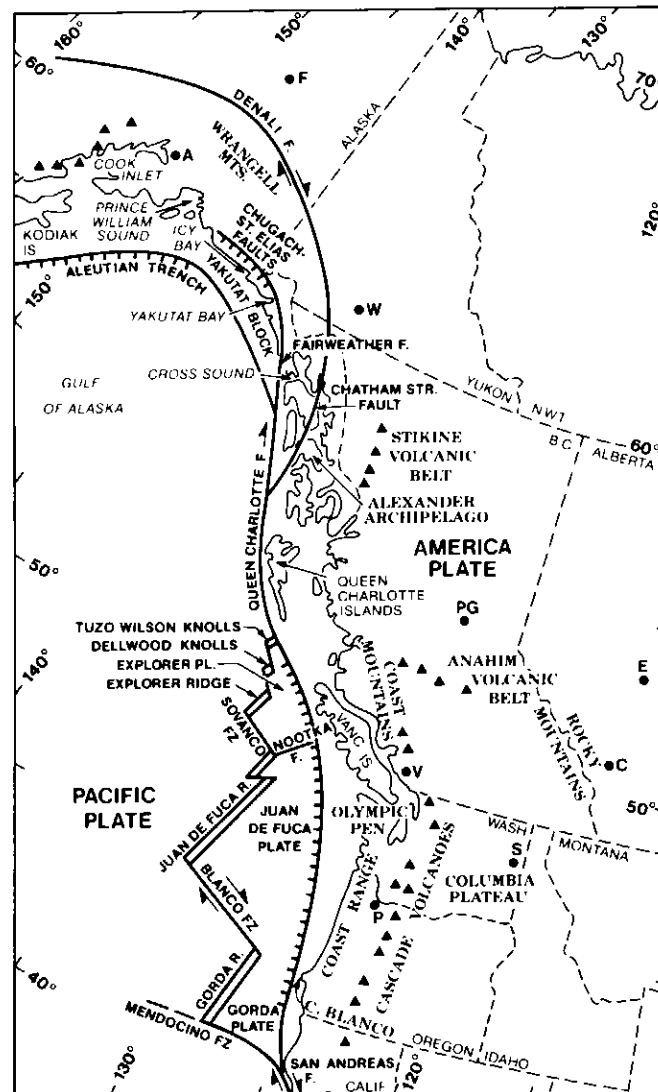 160°
150°
140°
130°
60°
70
F
DENALI F.
ALASKA
WRANGELL
MTS.
A
COOK
INLET
120°
PRINCE
WILLIAM
SOUND
KODIAK
IS
ICY
BAY
CHUGACH-
ST. ELIAS
FAULTS
ALEUTIAN TRENCH
150°
YAKUTAT BLOCK
YAKUTAT BAY
W
FAIRWEATHER F.
CROSS SOUND
GULF
OF ALASKA
CHATHAM STR.
FAULT
YUKON
NWT
B C
ALBERTA
60°
STIKINE
VOLCANIC
BELT
QUEEN CHARLOTTE F.
ALEXANDER
ARCHIPELAGO
AMERICA
PLATE
50°
QUEEN
CHARLOTTE
ISLANDS
PG
TUZO WILSON KNOLLS
DELLWOOD KNOLLS
EXPLORER PL.
EXPLORER RIDGE
140°
COAST
MOUNTAINS
ANAHIM
VOLCANIC
BELT
E
ROCKY
MOUNTAINS
SOVANCO
FZ
NOOTKA
F.
VANC IS
V
C
50°
PACIFIC
PLATE
JUAN DE FUCA R.
JUAN
DE FUCA
PLATE
OLYMPIC
PEN
WASH
MONTANA
S
COLUMBIA
PLATEAU
BLANCO FZ
COAST RANGE
P
CASCADE VOLCANOES
40°
GORDA R.
GORDA
PLATE
C. BLANCO
MENDOCINO FZ
OREGON
IDAHO
130°
SAN ANDREAS
F.
CALIF
120°